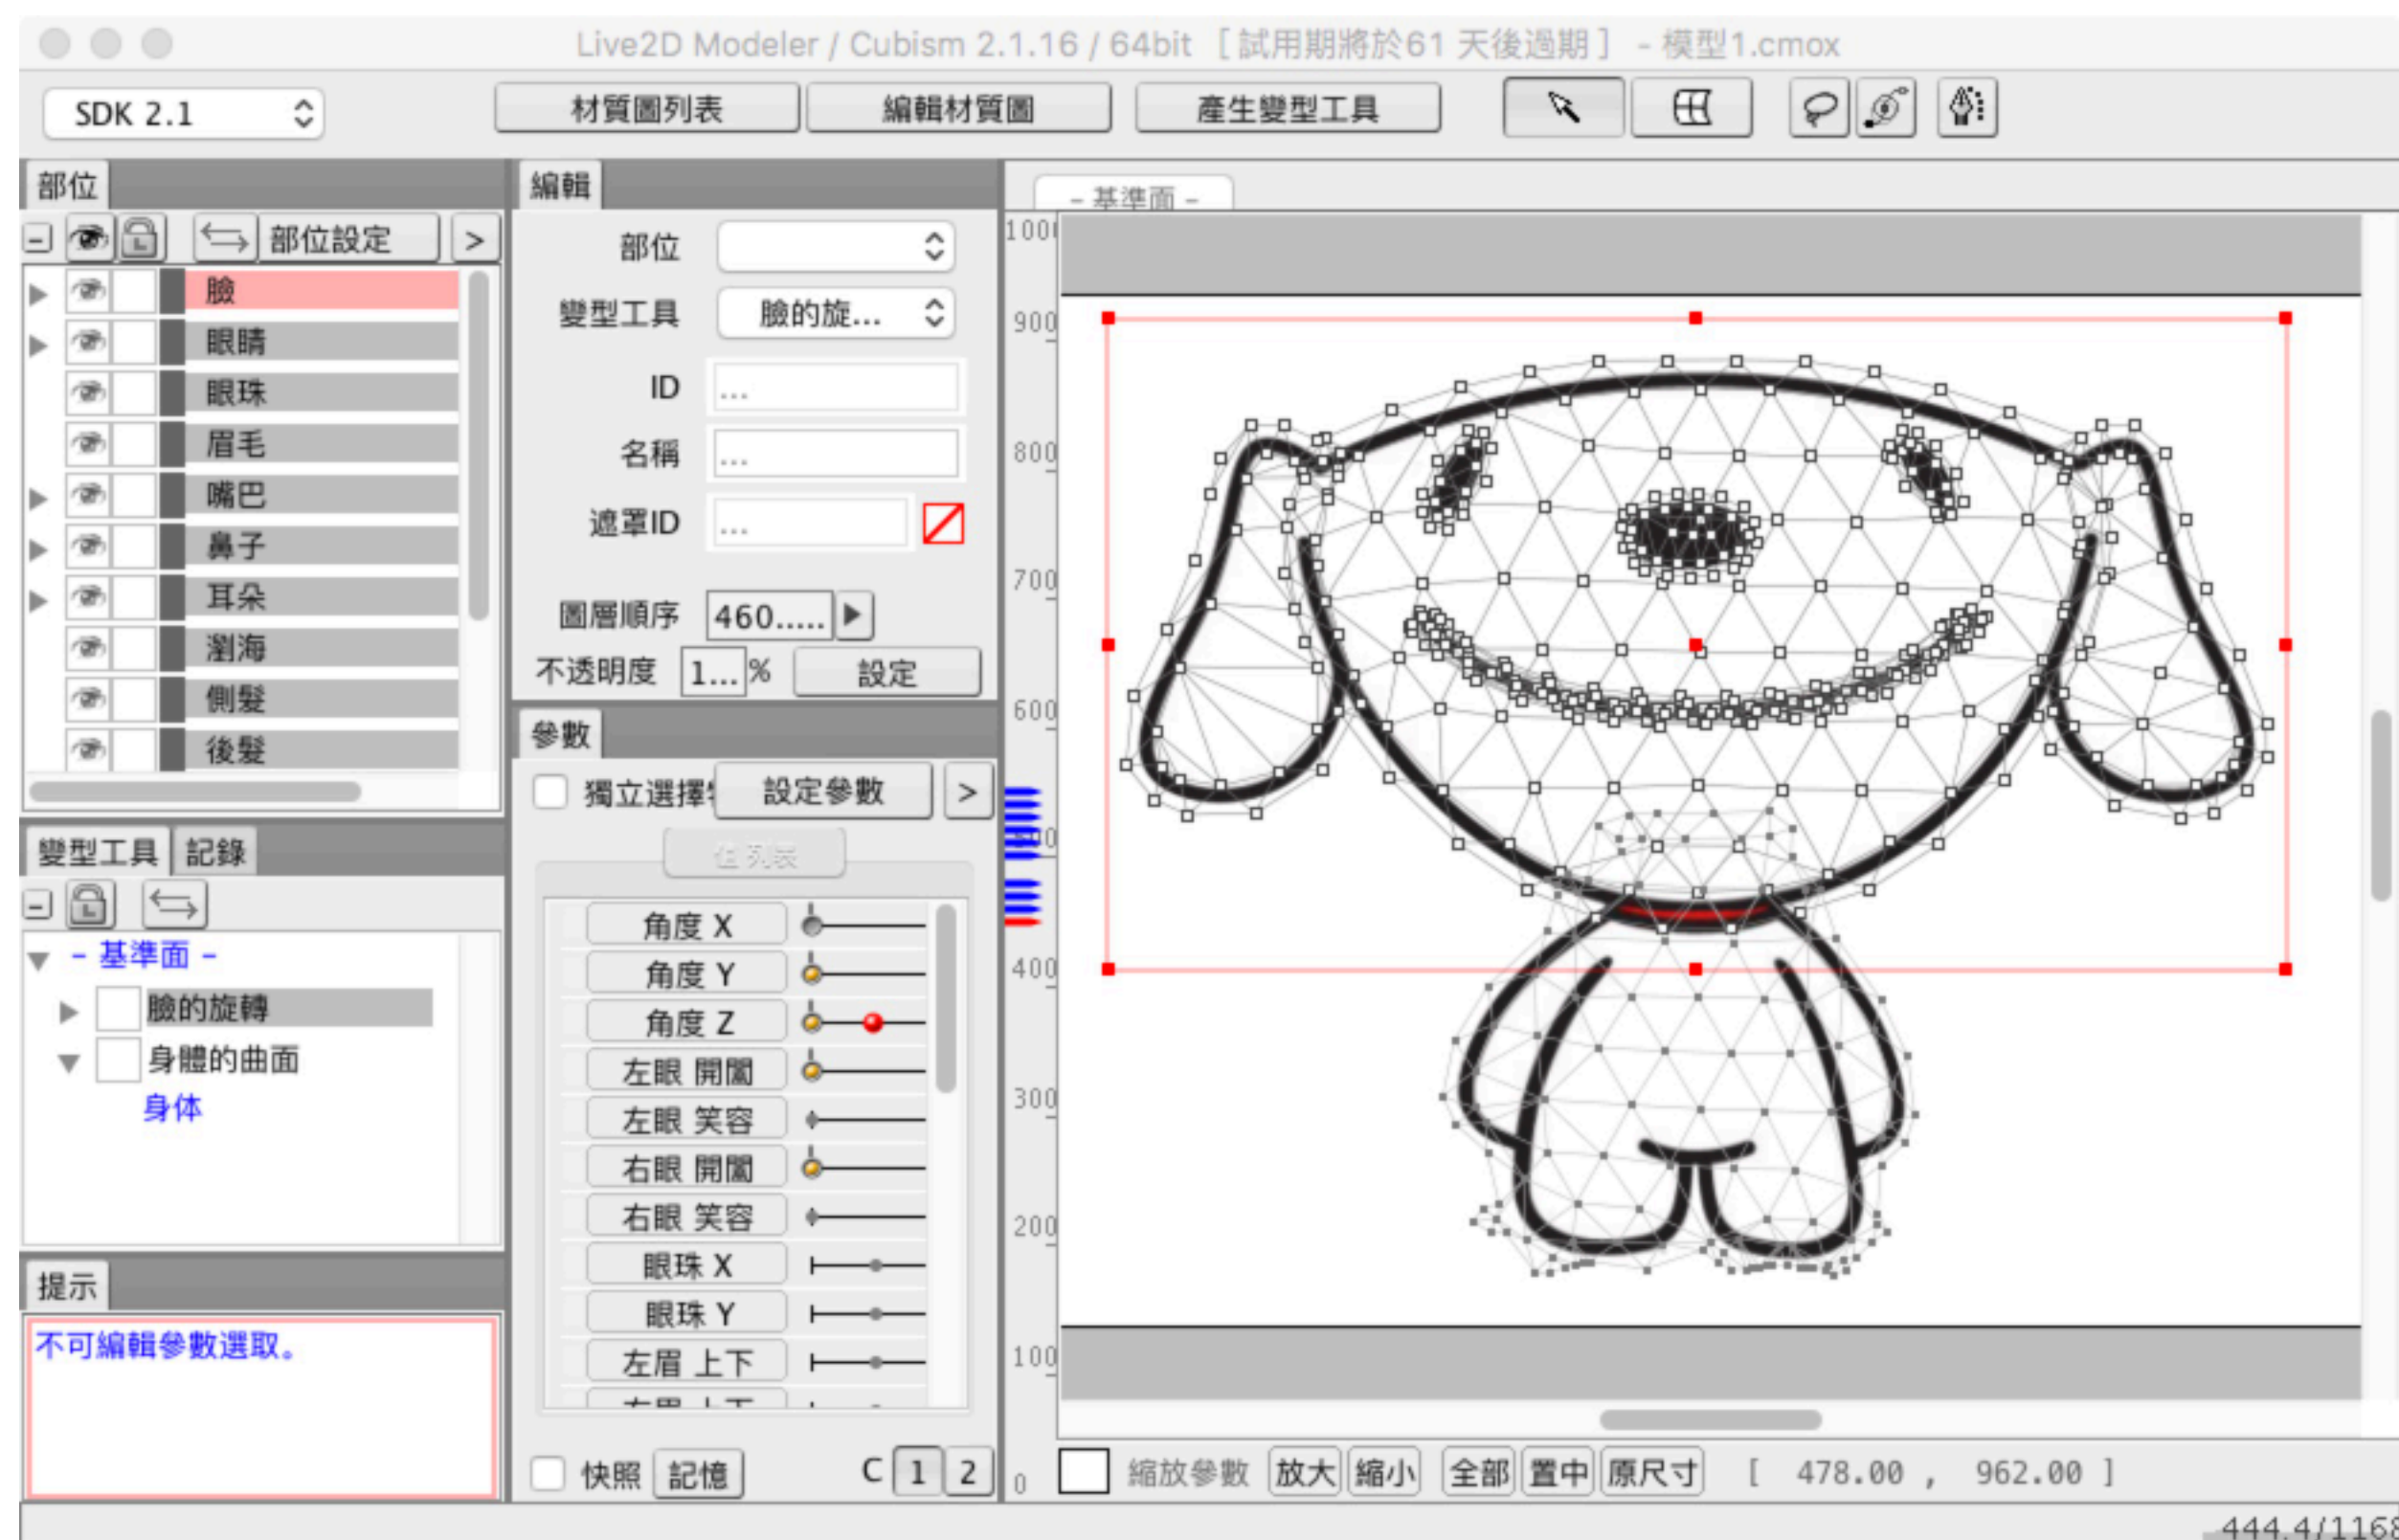 Live2D Modeler / Cubism 2.1.16 / 64bit ［試用期將於61 天後過期］ - 模型1.cmox
SDK 2.1
材質圖列表
編輯材質圖
產生變型工具
部位
部位設定 >
臉
眼睛
眼珠
眉毛
嘴巴
鼻子
耳朵
瀏海
側髮
後髮
變型工具 記錄
- 基準面 -
臉的旋轉
身體的曲面
身体
提示
不可編輯參數選取。
編輯
部位
變型工具 臉的旋...
ID ...
名稱 ...
遮罩ID ...
圖層順序 460.....
不透明度 1... % 設定
參數
獨立選擇 設定參數 >
值 列表
角度 X
角度 Y
角度 Z
左眼 開闔
左眼 笑容
右眼 開闔
右眼 笑容
眼珠 X
眼珠 Y
左眉 上下
快照 記憶 C 1 2
- 基準面 -
900
800
700
600
400
300
200
100
0
縮放參數 放大 縮小 全部 置中 原尺寸 [ 478.00 , 962.00 ]
444.4/1168